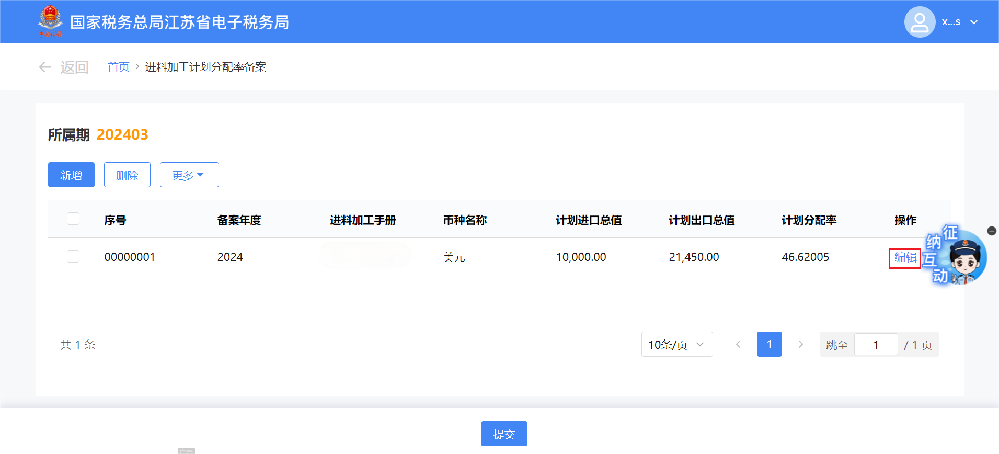 国家税务总局江苏省电子税务局
x...s
返回 首页 > 进料加工计划分配率备案
所属期 202403
新增 删除 更多
序号 备案年度 进料加工手册 币种名称 计划进口总值 计划出口总值 计划分配率 操作
00000001 2024 美元 10,000.00 21,450.00 46.62005 编辑
征
纳
互
动
共 1 条 10条/页 1 跳至 1 / 1 页
提交